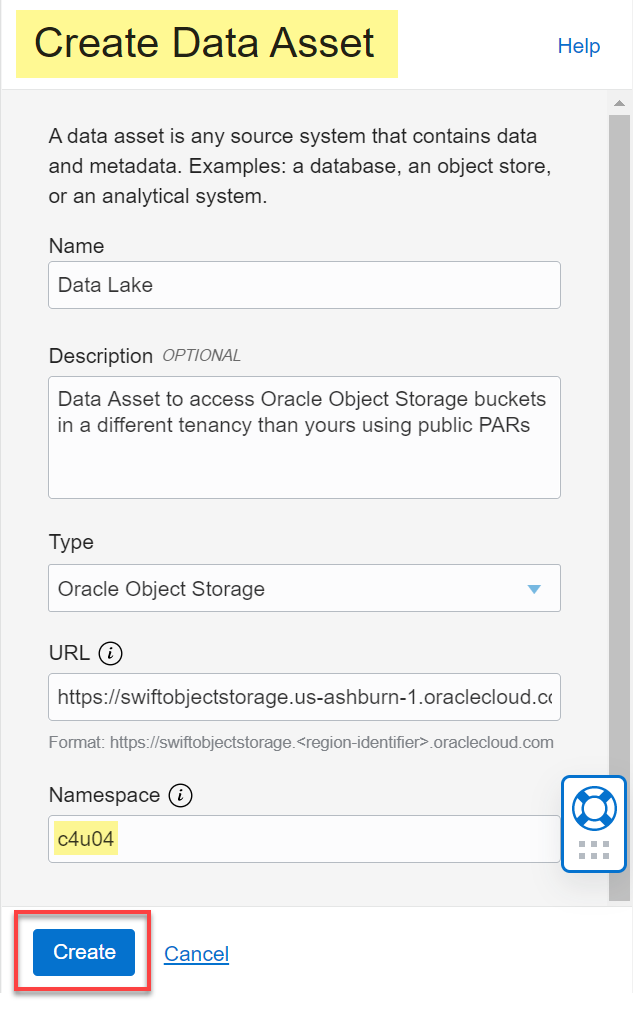 Create Data Asset
Help
A data asset is any source system that contains data
and metadata. Examples: a database, an object store,
or an analytical system.
Name
Data Lake
Description OPTIONAL
Data Asset to access Oracle Object Storage buckets
in a different tenancy than yours using public PARs
Type
Oracle Object Storage
URL i
https://swiftobjectstorage.us-ashburn-1.oraclecloud.co
Format: https://swiftobjectstorage.<region-identifier>.oraclecloud.com
Namespace i
c4u04
Create
Cancel